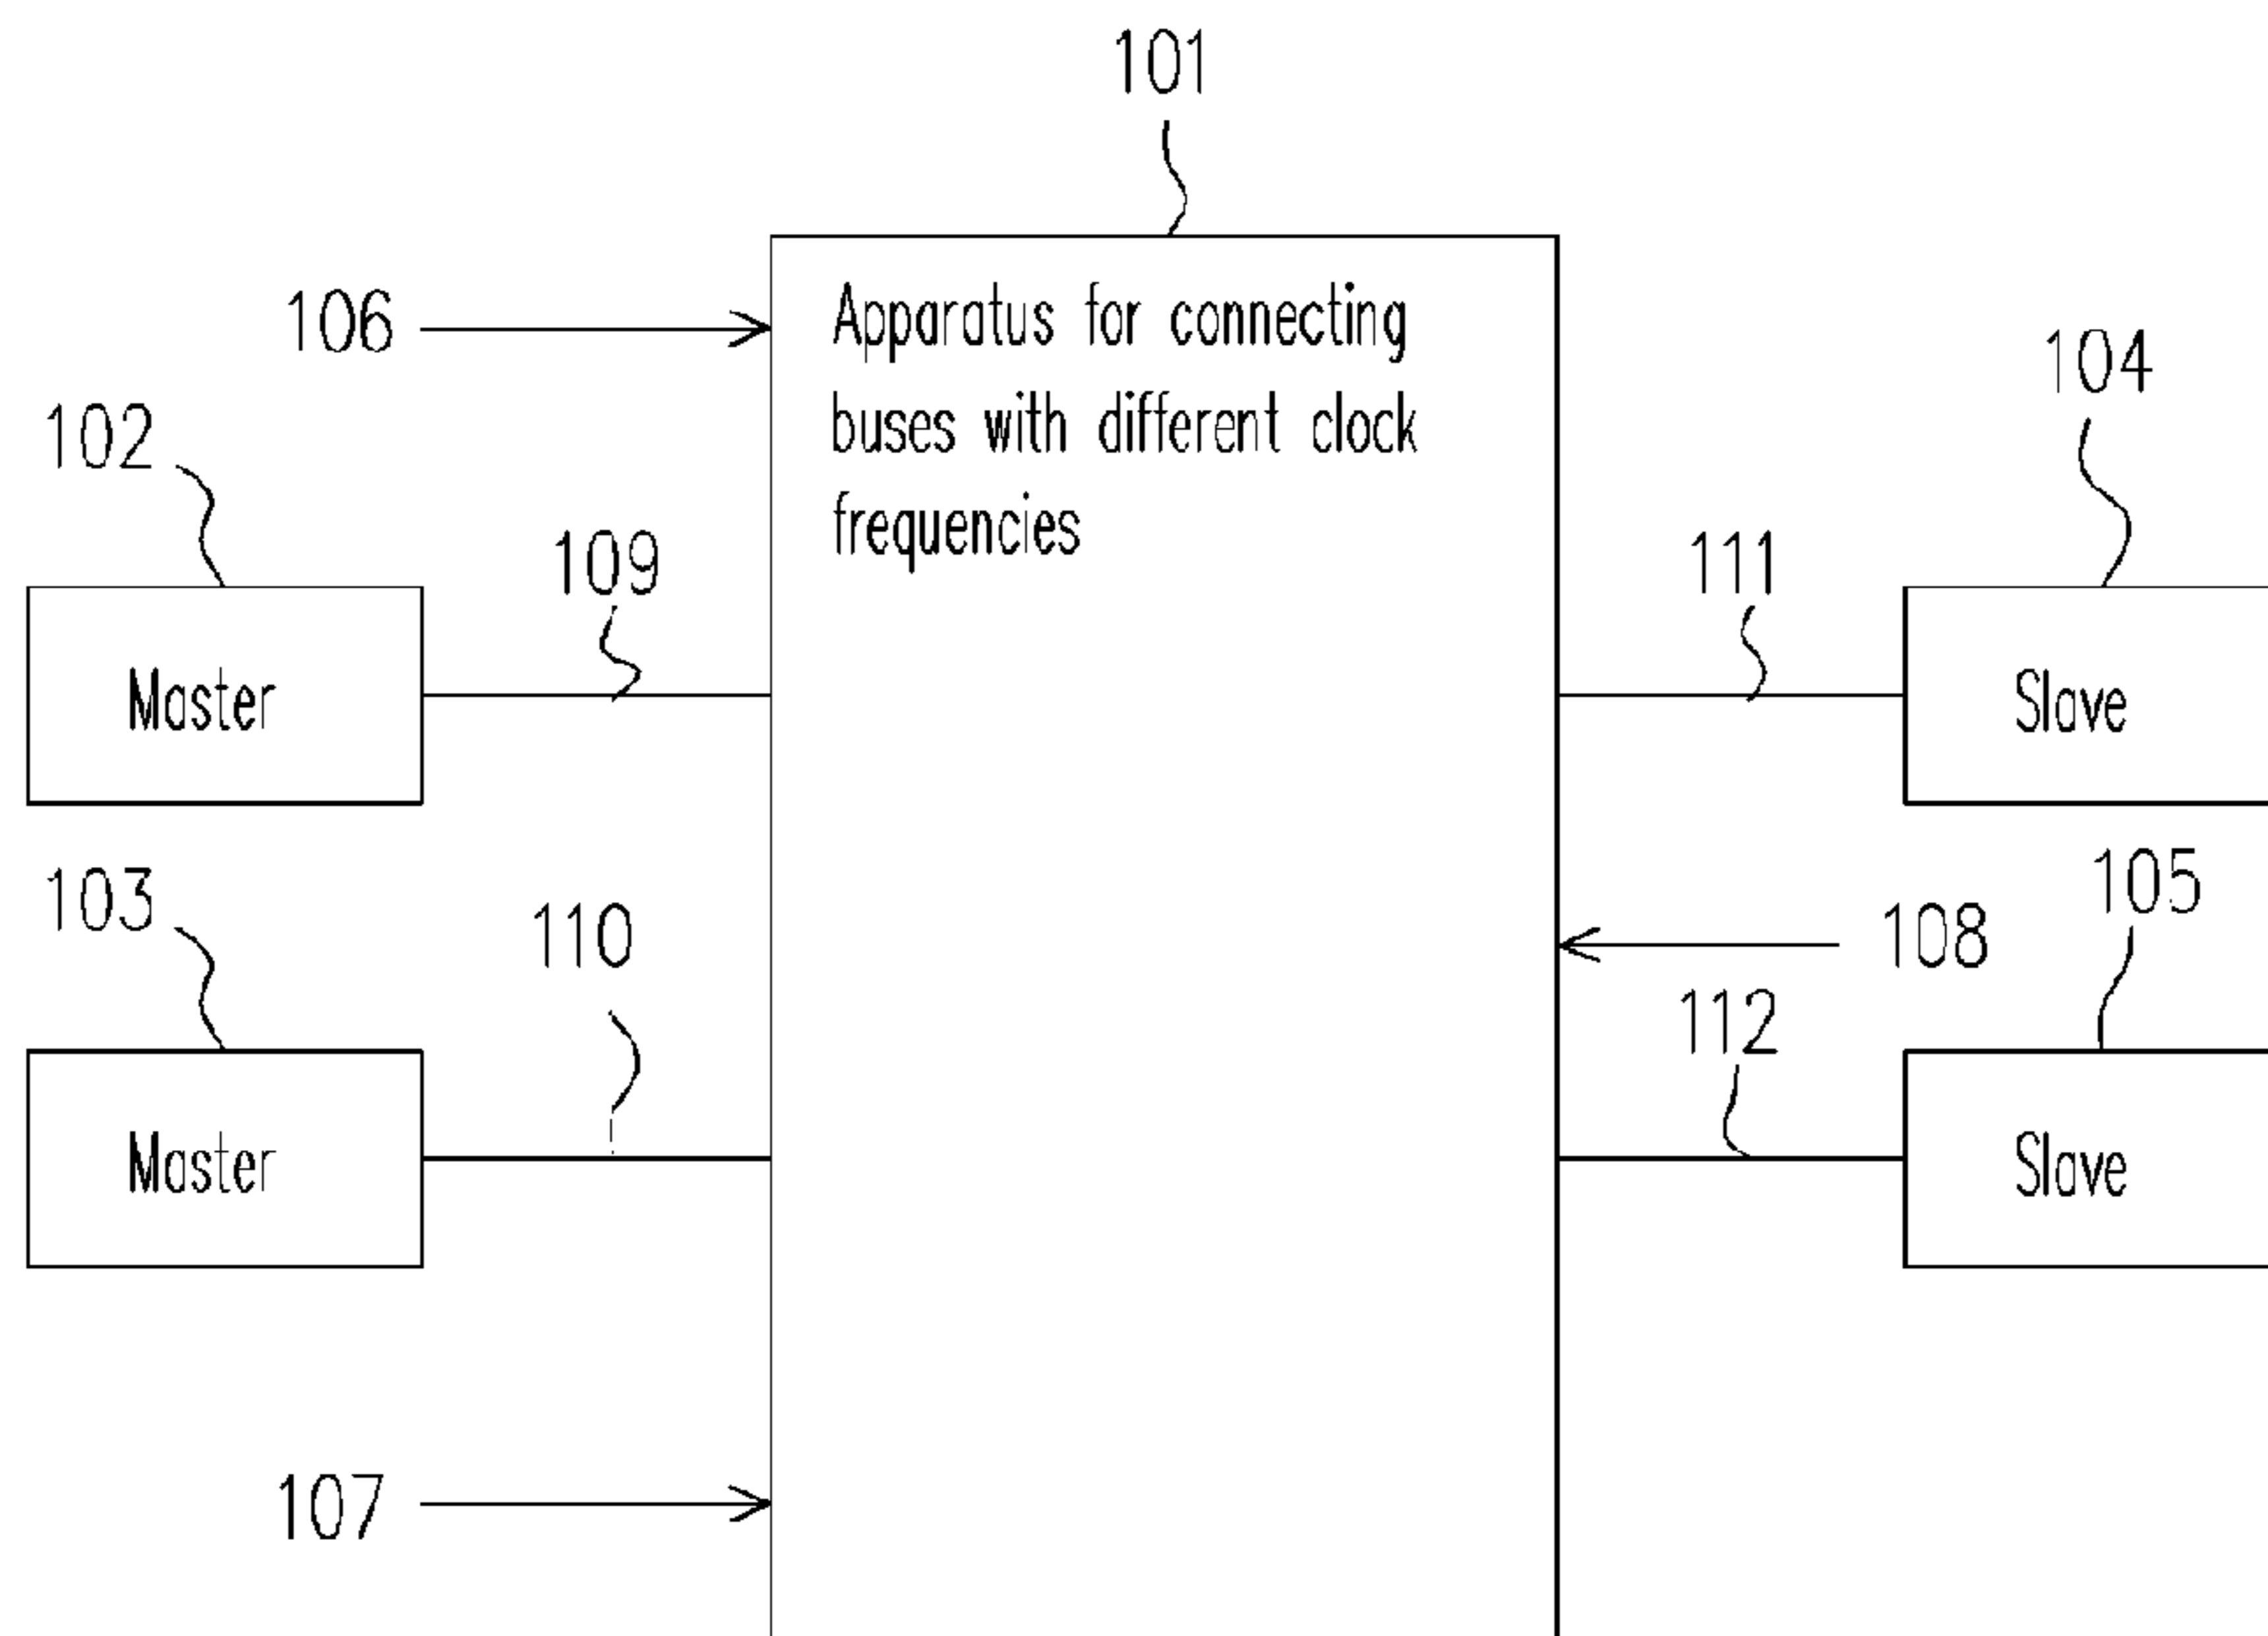 101
106
Apparatus for connecting
buses with different clock
frequencies
104
102
109
111
Master
Slave
103
110
108
105
112
Master
Slave
107